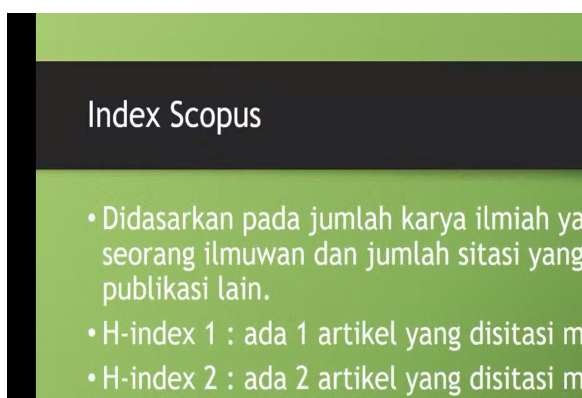 Index Scopus
• Didasarkan pada jumlah karya ilmiah
seorang ilmuwan dan jumlah sitasi yang
publikasi lain.
• H-index 1 : ada 1 artikel yang disitasi
• H-index 2 : ada 2 artikel yang disitasi